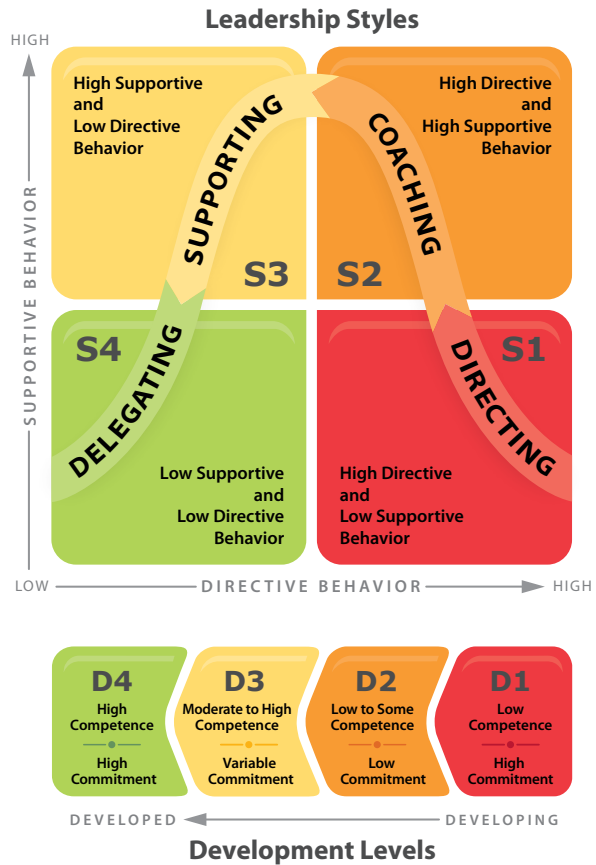 Leadership Styles
HIGH
SUPPORTIVE BEHAVIOR
High Supportive
and
Low Directive
Behavior
SUPPORTING
S3
High Directive
and
High Supportive
Behavior
COACHING
S2
S4
DELEGATING
Low Supportive
and
Low Directive
Behavior
S1
DIRECTING
High Directive
and
Low Supportive
Behavior
LOW
DIRECTIVE BEHAVIOR
HIGH
D4
High
Competence
High
Commitment
D3
Moderate to High
Competence
Variable
Commitment
D2
Low to Some
Competence
Low
Commitment
D1
Low
Competence
High
Commitment
DEVELOPED
DEVELOPING
Development Levels